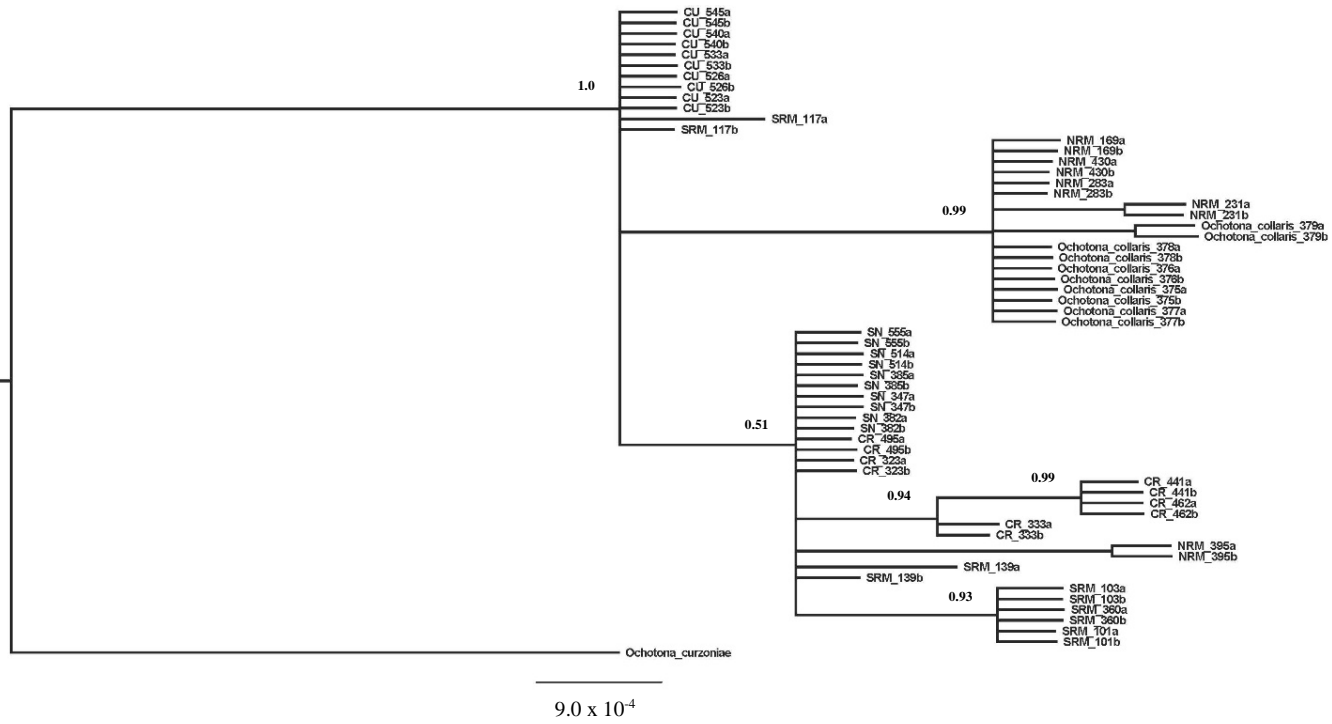 CU_545a
CU_545b
CU_540a
CU_540b
CU_533a
CU_533b
CU_526a
1.0
CU_526b
CU_523a
CU_523b
SRM_117a
SRM_117b
NRM_169a
NRM_169b
NRM_430a
NRM_430b
NRM_283a
NRM_283b
NRM_231a
0.99
NRM_231b
Ochotona_collaris_379a
Ochotona_collaris_379b
Ochotona_collaris_378a
Ochotona_collaris_378b
Ochotona_collaris_376a
Ochotona_collaris_376b
Ochotona_collaris_375a
Ochotona_collaris_375b
Ochotona_collaris_377a
Ochotona_collaris_377b
SN_555a
SN_555b
SN_514a
SN_514b
SN_385a
SN_385b
SN_347a
SN_347b
SN_382a
0.51
SN_382b
CR_495a
CR_495b
CR_323a
CR_323b
0.99
CR_441a
CR_441b
0.94
CR_462a
CR_462b
CR_333a
CR_333b
NRM_395a
NRM_395b
SRM_139a
SRM_139b
SRM_103a
0.93
SRM_103b
SRM_360a
SRM_360b
SRM_101a
SRM_101b
Ochotona_curzoniae
9.0 x 10-4